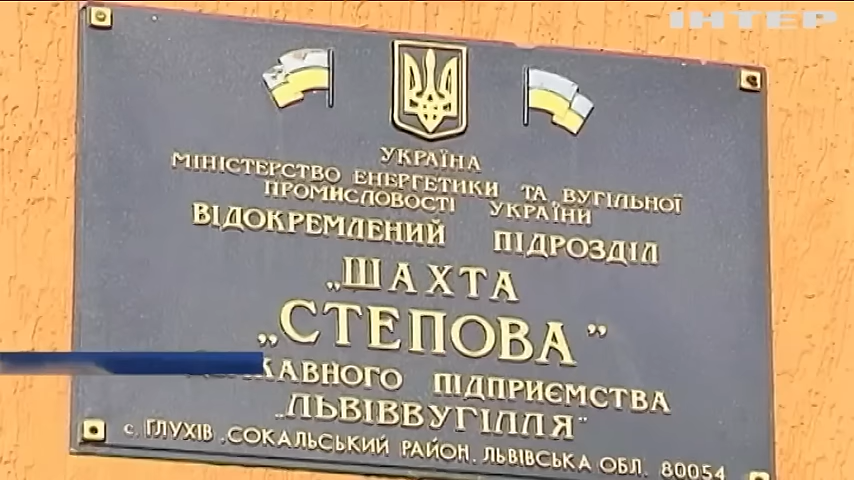 ІНТЕР
УКРАЇНА
МІНІСТЕРСТВО ЕНЕРГЕТИКИ ТА ВУГІЛЬНОЇ
ПРОМИСЛОВОСТІ УКРАЇНИ
ВІДОКРЕМЛЕНИЙ ПІДРОЗДІЛ
„ШАХТА
„СТЕПОВА”
ПІДПРИЄМСТВА
„ЛЬВІВВУГІЛЛЯ”
с. ГЛУХІВ , СОКАЛЬСЬКИЙ РАЙОН, ЛЬВІВСЬКА ОБЛ. 80054